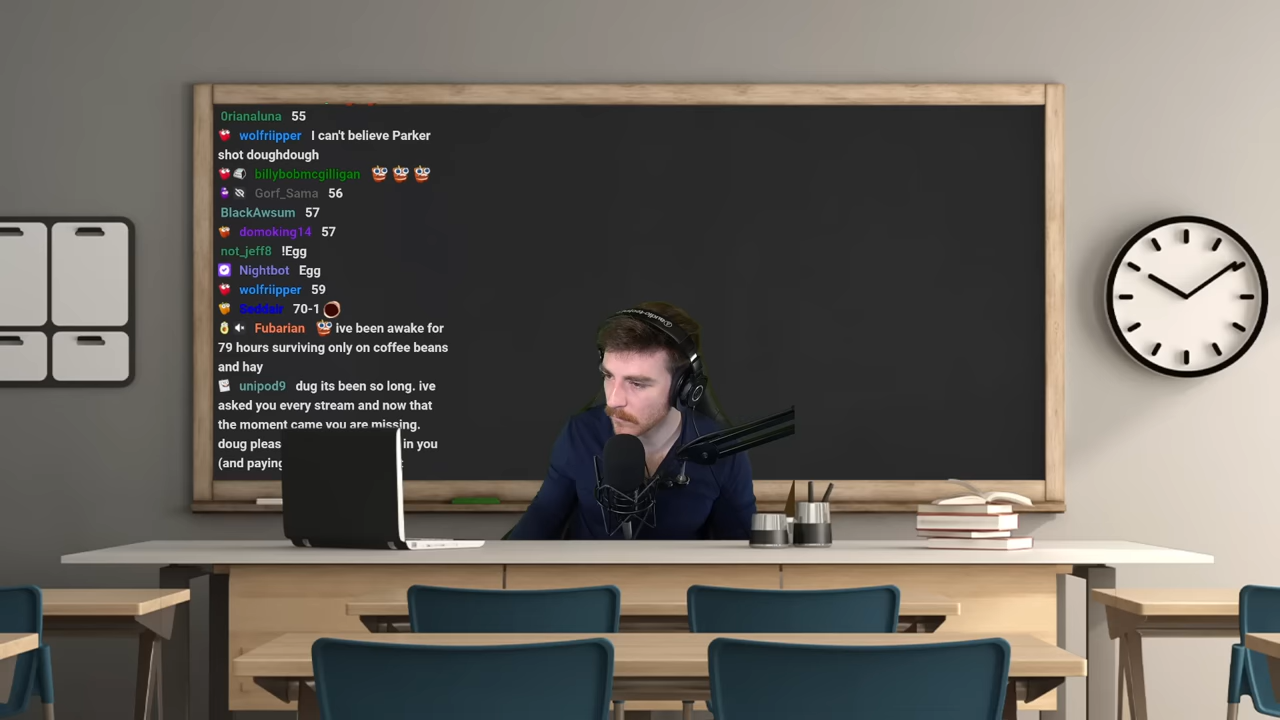 0rianaluna 55
wolfriipper I can't believe Parker
shot doughdough
billybobmcgilligan
Gorf_Sama 56
BlackAwsum 57
domoking14 57
not_jeff8 !Egg
Nightbot Egg
wolfriipper 59
Seddair 70-1
Fubarian ive been awake for
79 hours surviving only on coffee beans
and hay
unipod9 dug its been so long. ive
asked you every stream and now that
the moment came you are missing.
doug pleas in you
(and paying
audio-technica